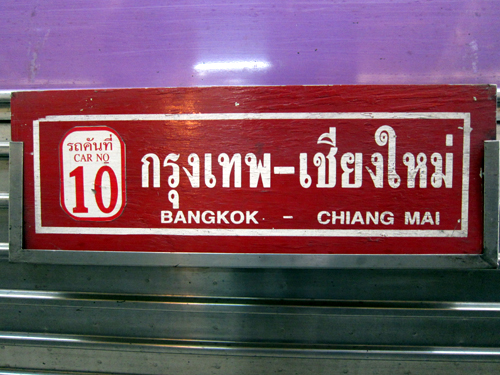 รถคันที่
CAR NO
10
กรุงเทพ-เชียงใหม่
BANGKOK - CHIANG MAI